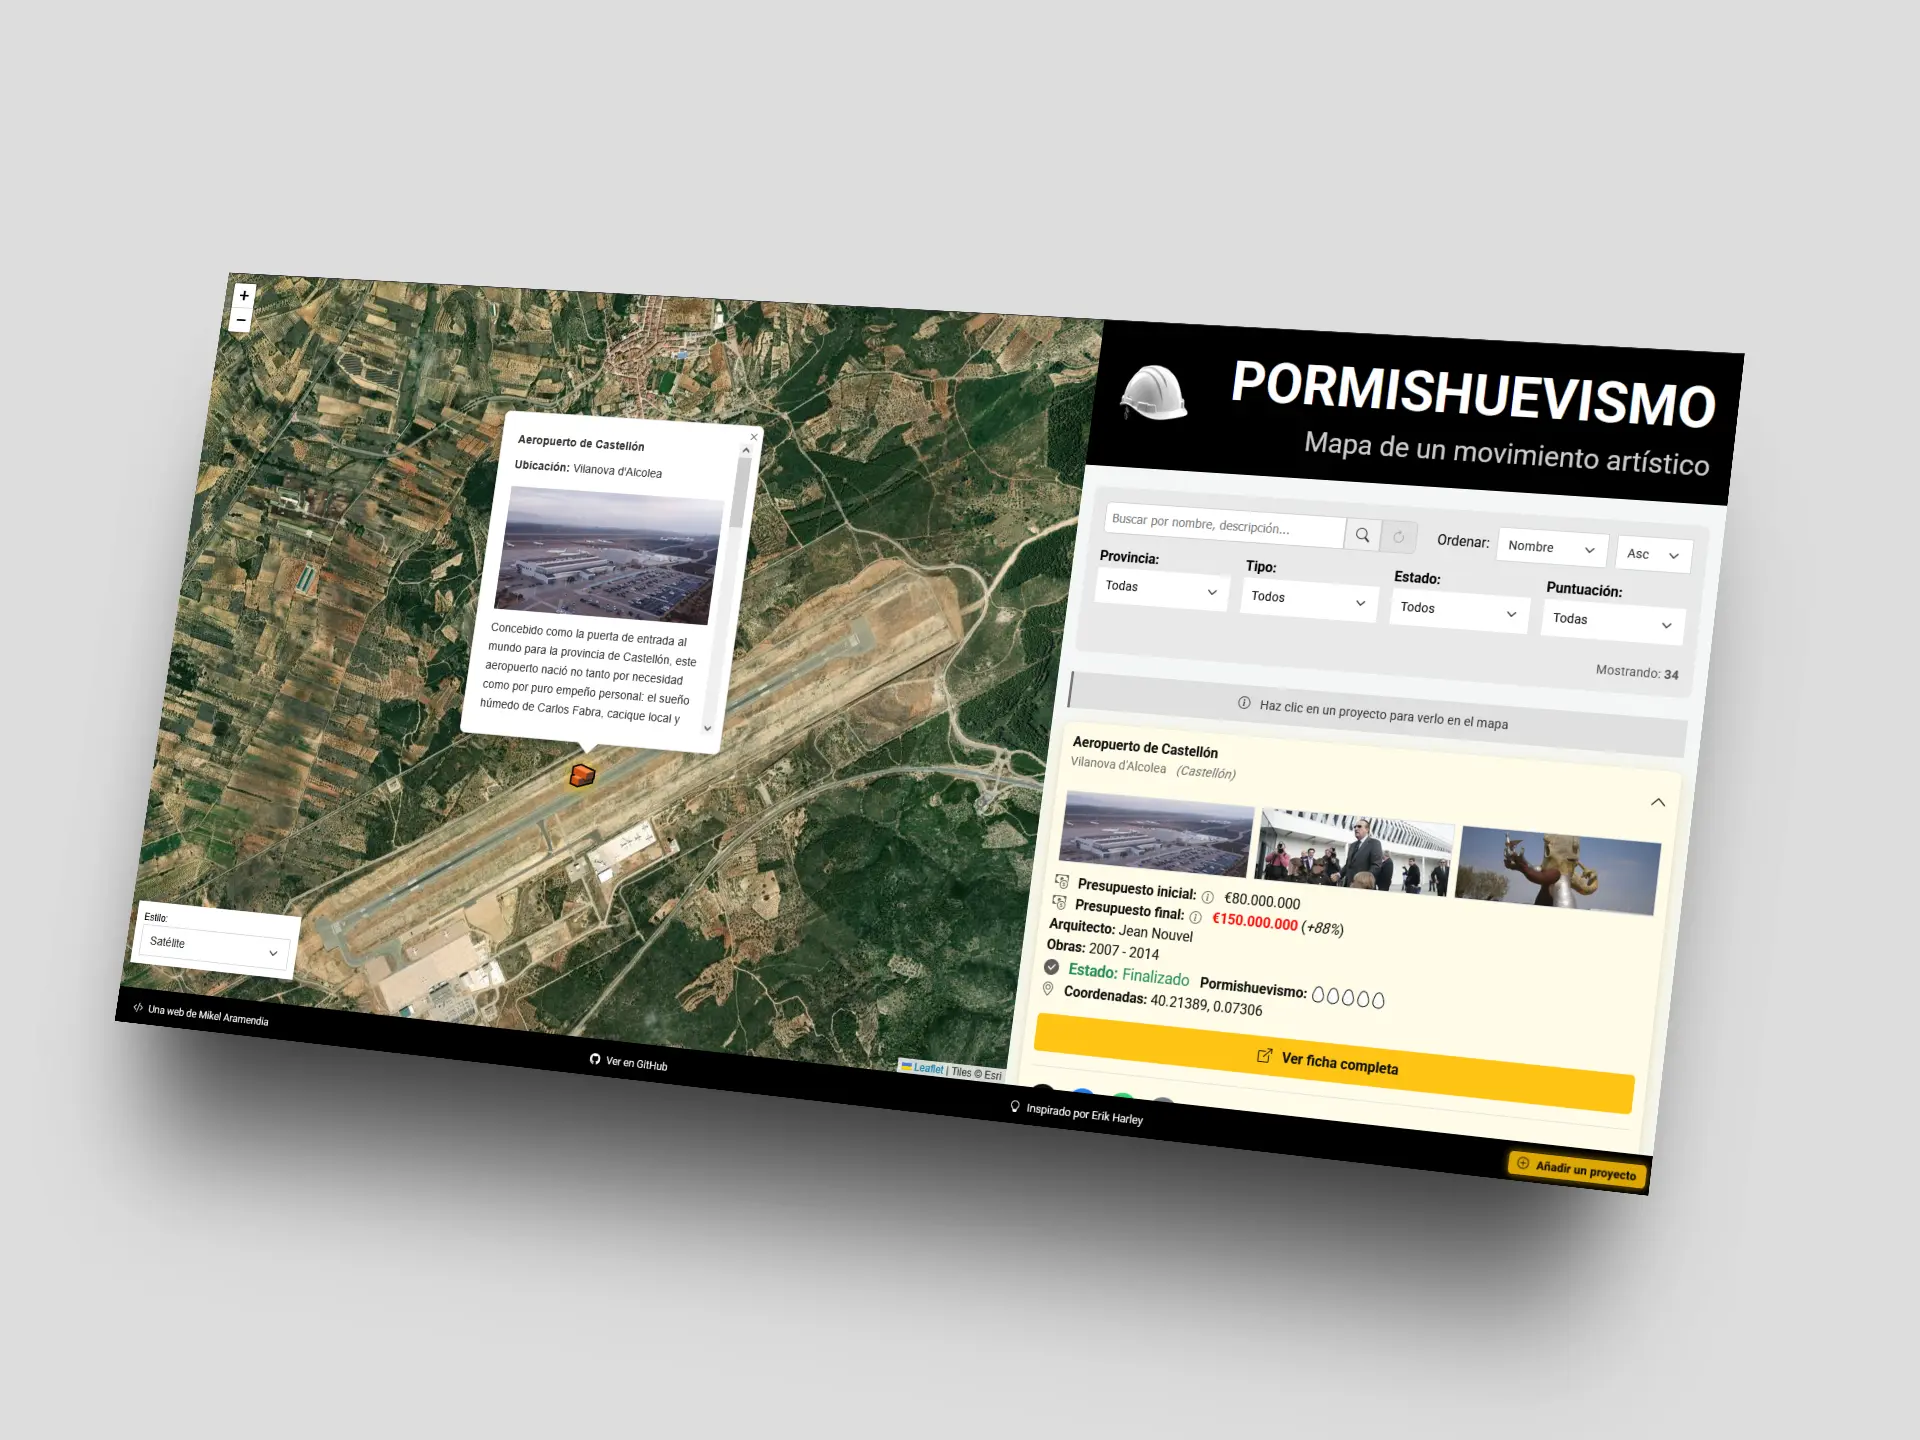 +
−
Aeropuerto de Castellón
Ubicación: Vilanova d'Alcolea
Concebido como la puerta de entrada al
mundo para la provincia de Castellón, este
aeropuerto nació no tanto por necesidad
como por puro empeño personal: el sueño
húmedo de Carlos Fabra, cacique local y
Estilo:
Satélite
Leaflet | Tiles © Esri
PORMISHUEVISMO
Mapa de un movimiento artístico
Buscar por nombre, descripción...
Ordenar: Nombre Asc
Provincia: Tipo: Estado: Puntuación:
Todas Todos Todos Todas
Mostrando: 34
Haz clic en un proyecto para verlo en el mapa
Aeropuerto de Castellón
Vilanova d'Alcolea (Castellón)
Presupuesto inicial: €80.000.000
Presupuesto final: €150.000.000 (+88%)
Arquitecto: Jean Nouvel
Obras: 2007 - 2014
Estado: Finalizado Pormishuevismo:
Coordenadas: 40.21389, 0.07306
Ver ficha completa
Una web de Mikel Aramendia
Ver en GitHub
Inspirado por Erik Harley
Añadir un proyecto